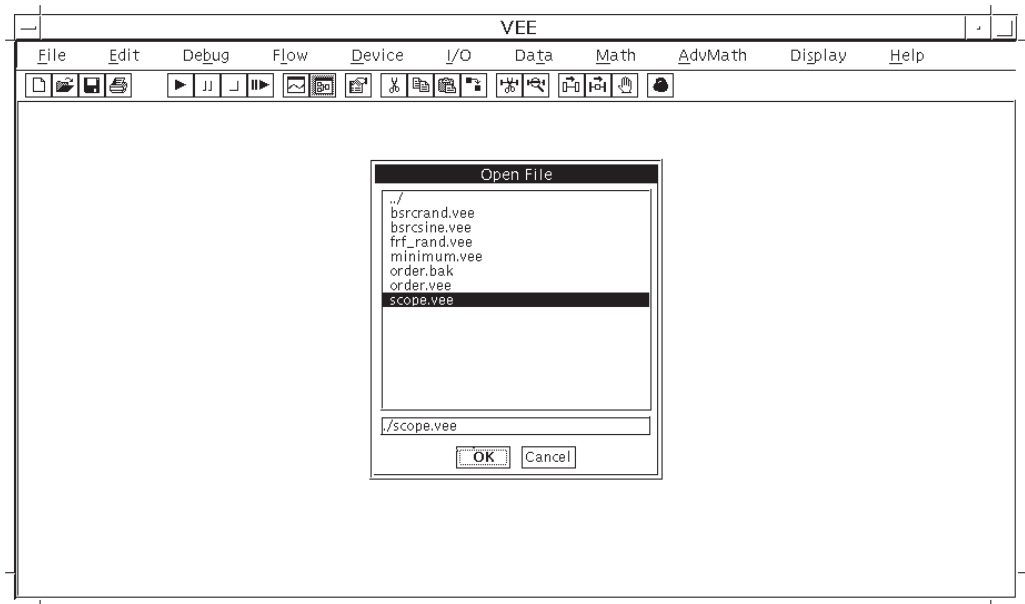 VEE
File Edit Debug Flow Device I/O Data Math AdvMath Display Help
Open File
../
bsrcrand.vee
bsrcsine.vee
frf_rand.vee
minimum.vee
order.bak
order.vee
scope.vee
./scope.vee
OK Cancel